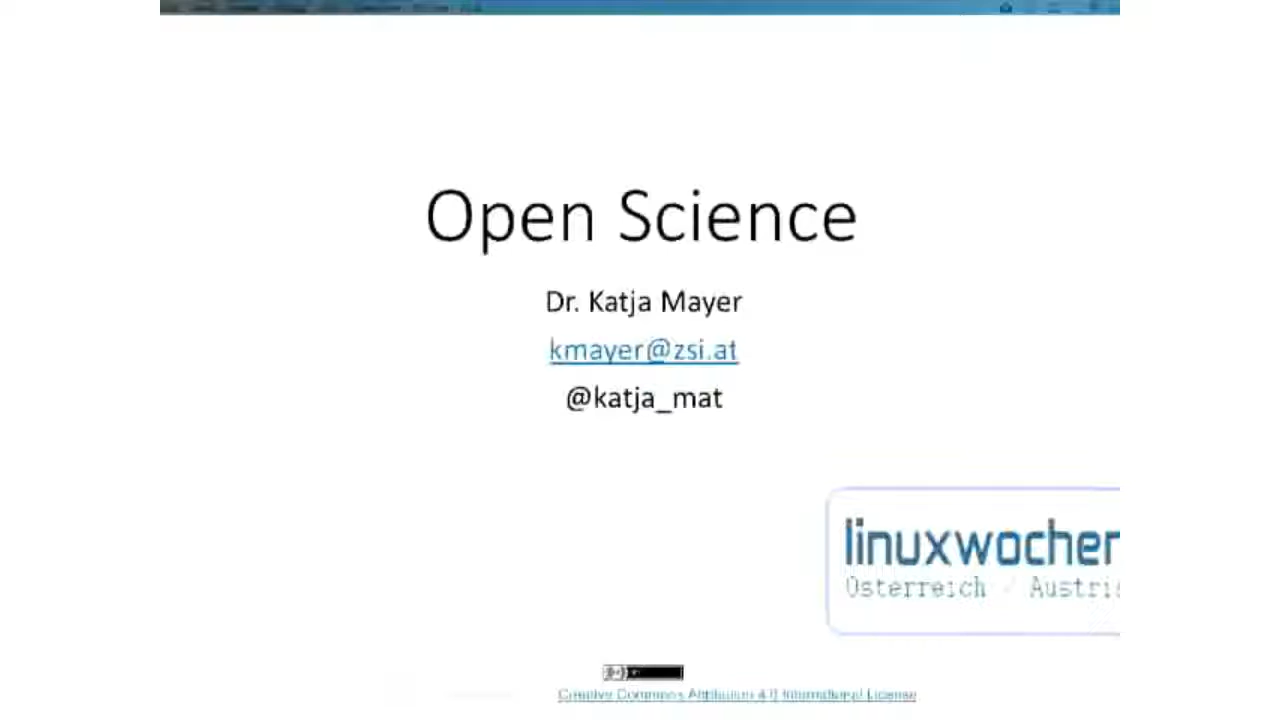 Open Science
Dr. Katja Mayer
kmayer@zsi.at
@katja_mat
linuxwochen
Österreich / Austria
Creative Commons Attribution 4.0 International License